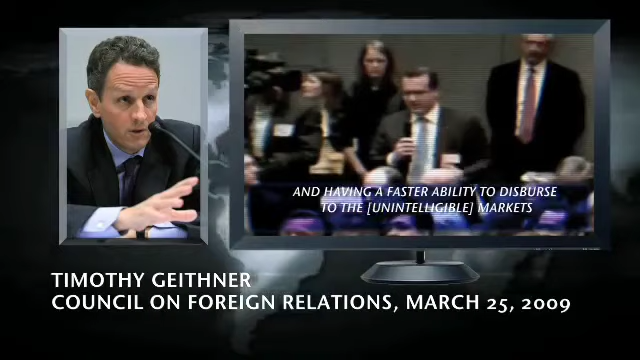 AND HAVING A FASTER ABILITY TO DISBURSE
TO THE [UNINTELLIGIBLE] MARKETS
TIMOTHY GEITHNER
COUNCIL ON FOREIGN RELATIONS, MARCH 25, 2009